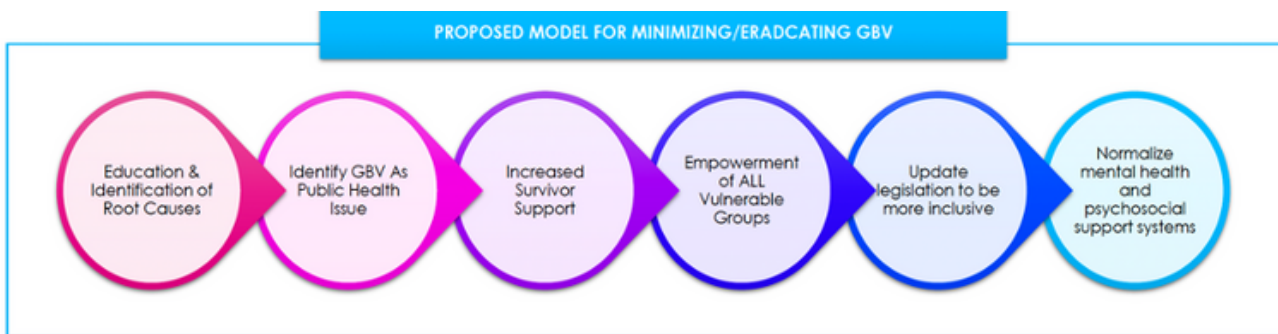 PROPOSED MODEL FOR MINIMIZING/ERADCATING GBV
Education &
Identification of
Root Causes
Identify GBV As
Public Health
Issue
Increased
Survivor
Support
Empowerment
of ALL
Vulnerable
Groups
Update
legislation to be
more inclusive
Normalize
mental health
and
psychosocial
support systems